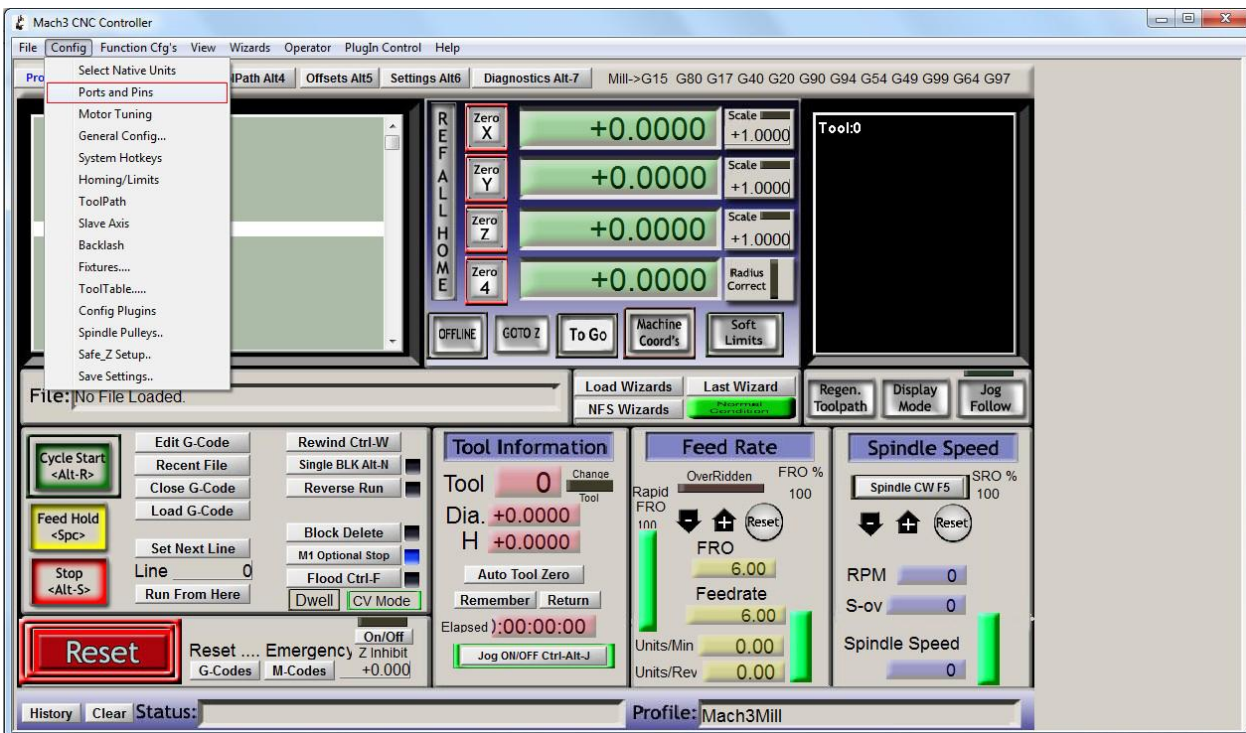 Mach3 CNC Controller
File Config Function Cfg's View Wizards Operator PlugIn Control Help
Select Native Units
Ports and Pins
Motor Tuning
General Config...
System Hotkeys
Homing/Limits
ToolPath
Slave Axis
Backlash
Fixtures....
ToolTable.....
Config Plugins
Spindle Pulleys..
Safe_Z Setup..
Save Settings..
Pro
lPath Alt4 Offsets Alt5 Settings Alt6 Diagnostics Alt-7 Mill->G15 G80 G17 G40 G20 G90 G94 G54 G49 G99 G64 G97
REF ALL HOME
Zero X +0.0000 Scale +1.0000
Zero Y +0.0000 Scale +1.0000
Zero Z +0.0000 Scale +1.0000
Zero 4 +0.0000 Radius Correct
OFFLINE GOTO Z To Go Machine Coord's Soft Limits
Tool:0
File: No File Loaded.
Load Wizards Last Wizard
NFS Wizards Normal Condition
Regen. Toolpath Display Mode Jog Follow
Cycle Start <Alt-R>
Feed Hold <Spc>
Stop <Alt-S>
Edit G-Code Rewind Ctrl-W
Recent File Single BLK Alt-N
Close G-Code Reverse Run
Load G-Code
Block Delete
Set Next Line M1 Optional Stop
Line 0 Flood Ctrl-F
Run From Here Dwell CV Mode
Reset
Reset .... Emergency
G-Codes M-Codes
On/Off
Z Inhibit
+0.000
Tool Information
Tool 0 Change Tool
Dia. +0.0000
H +0.0000
Auto Tool Zero
Remember Return
Elapsed ):00:00:00
Jog ON/OFF Ctrl-Alt-J
Feed Rate
OverRidden FRO %
100
Rapid FRO
100
Reset
FRO
6.00
Feedrate
6.00
Units/Min 0.00
Units/Rev 0.00
Spindle Speed
Spindle CW F5 SRO %
100
Reset
RPM 0
S-ov 0
Spindle Speed
0
History Clear Status: Profile: Mach3Mill